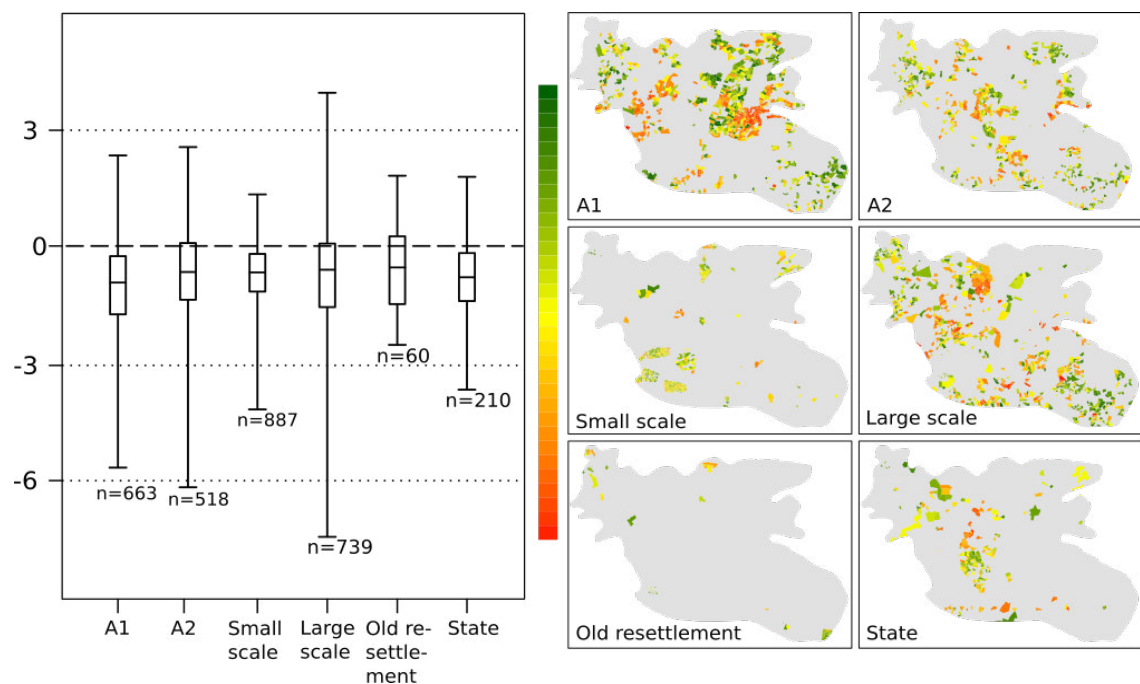 3
0
-3
-6
n=663
n=518
n=887
n=739
n=60
n=210
A1
A2
Small
scale
Large
scale
Old re-
settle-
ment
State
A1
A2
Small scale
Large scale
Old resettlement
State